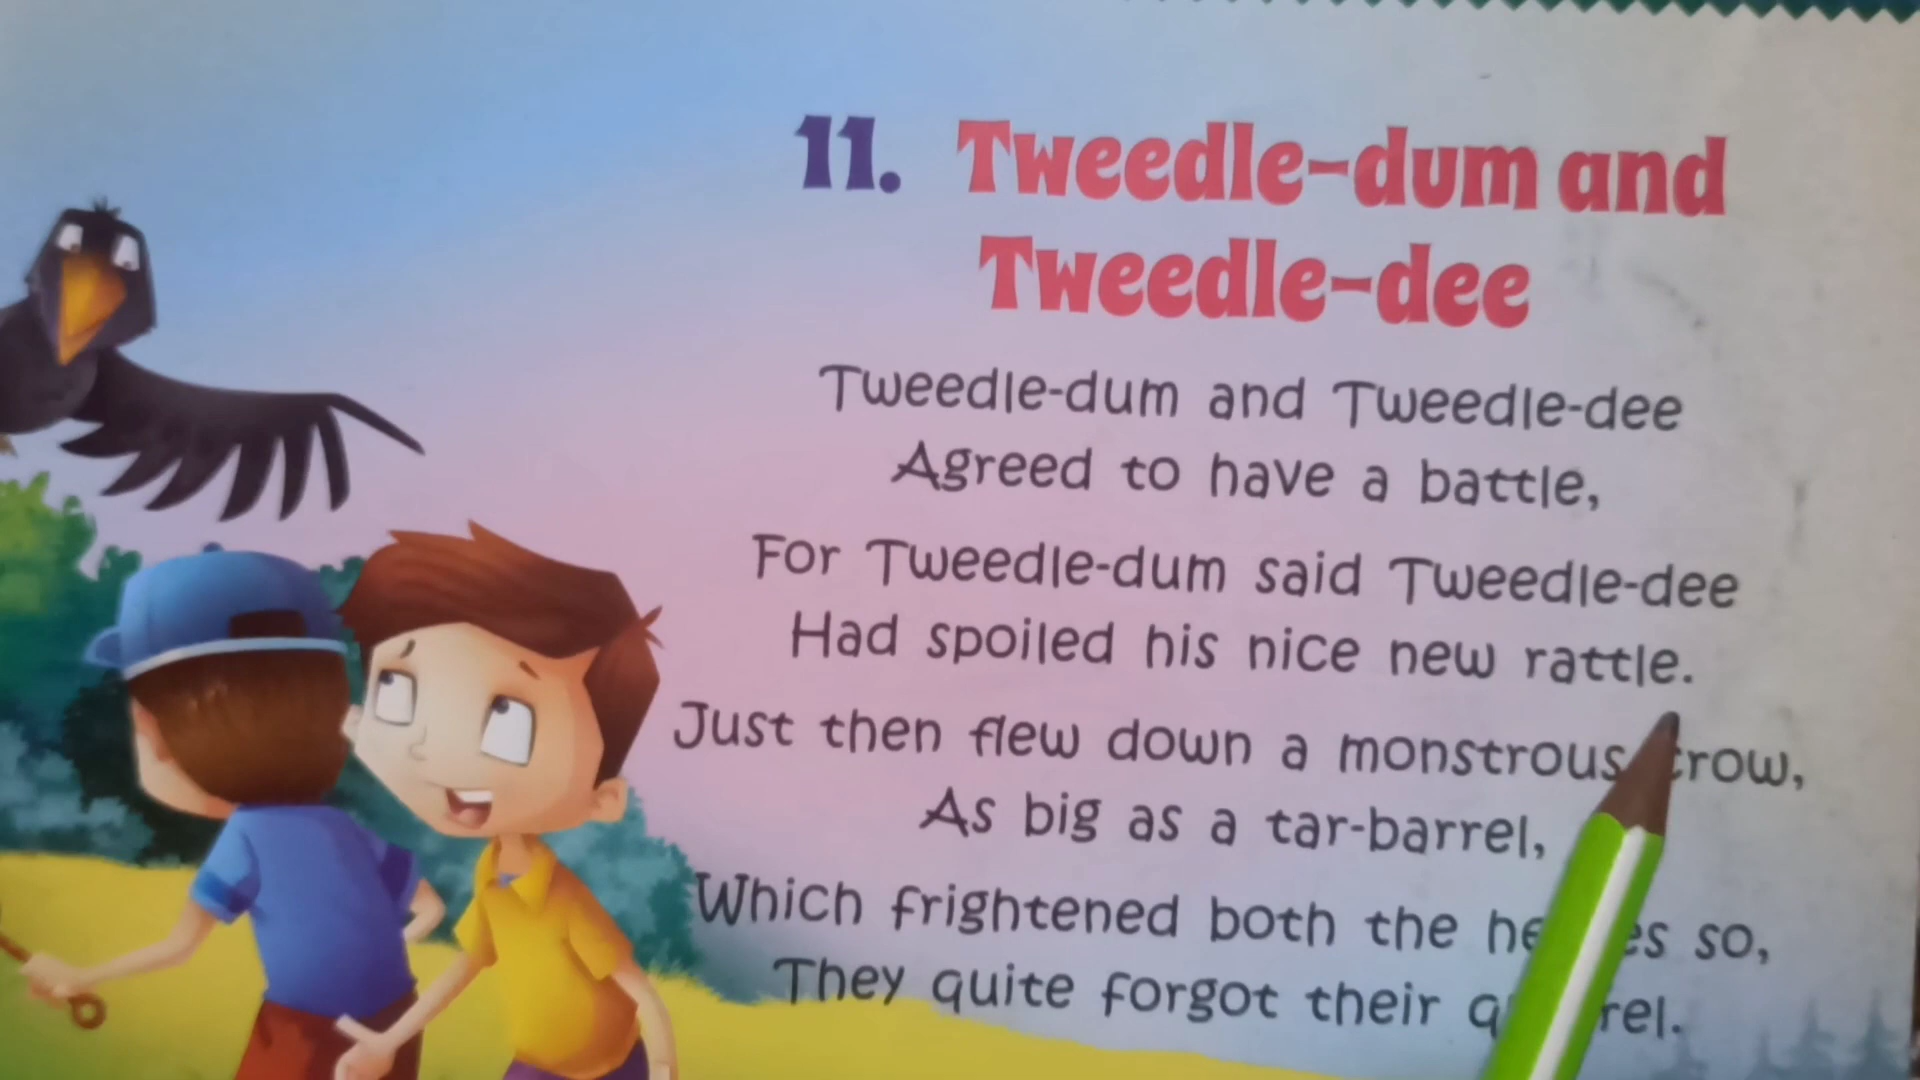 11. Tweedle-dum and
Tweedle-dee
Tweedle-dum and Tweedle-dee
Agreed to have a battle,
For Tweedle-dum said Tweedle-dee
Had spoiled his nice new rattle.
Just then flew down a monstrous crow,
As big as a tar-barrel,
Which frightened both the so,
They quite forgot their